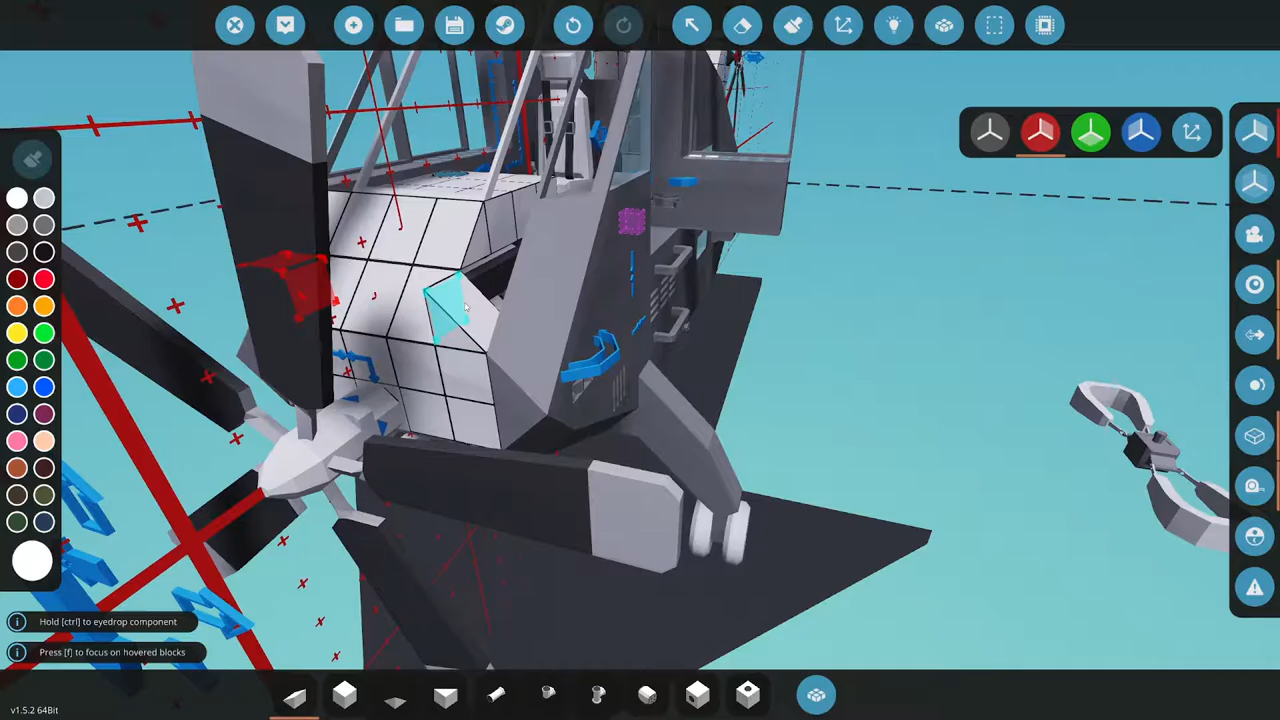 Hold [ctrl] to eyedrop component
Press [f] to focus on hovered blocks
v1.5.2 64Bit